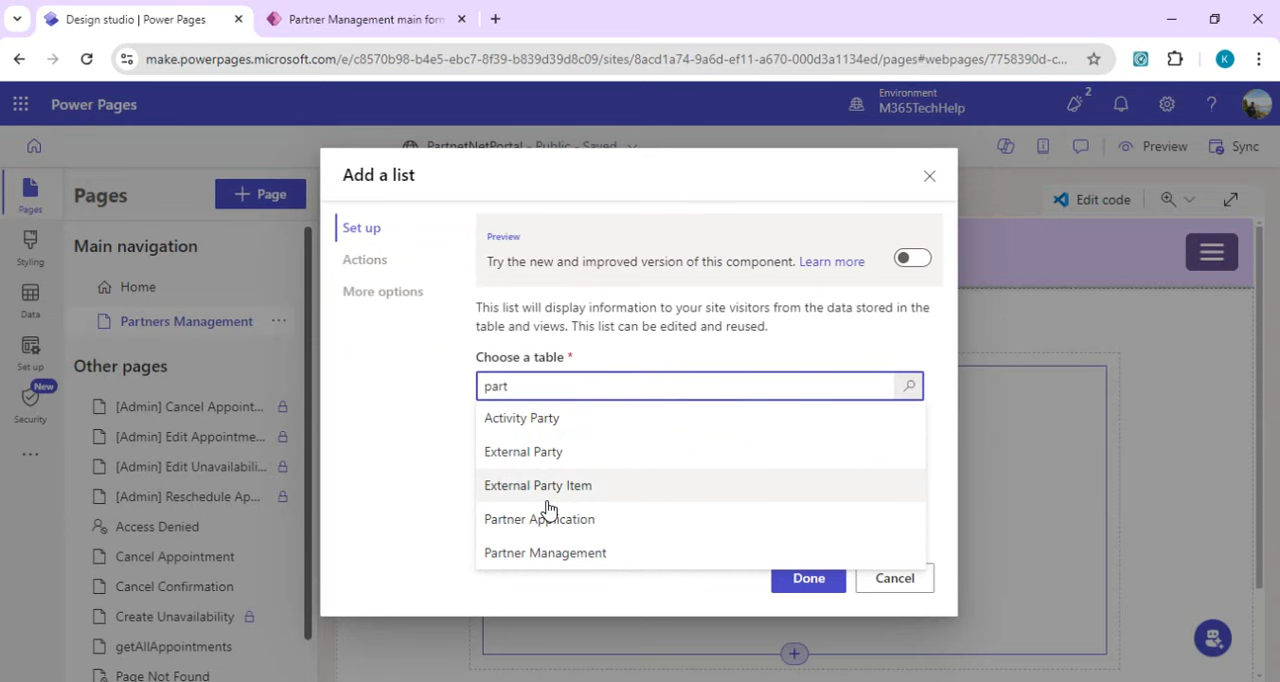 Design studio | Power Pages
Partner Management main forn
make.powerpages.microsoft.com/e/c8570b98-b4e5-ebc7-8f39-b839d39d8c09/sites/8acd1a74-9a6d-ef11-a670-000d3a1134ed/pages#webpages/7758390d-c...
K
Power Pages
Environment
M365TechHelp
2
PartnetNetPortal - Public - Saved
Preview
Sync
Pages
Styling
Data
Set up
New
Security
Pages
+ Page
Main navigation
Home
Partners Management
Other pages
[Admin] Cancel Appoint...
[Admin] Edit Appointme...
[Admin] Edit Unavailabili...
[Admin] Reschedule Ap...
Access Denied
Cancel Appointment
Cancel Confirmation
Create Unavailability
getAllAppointments
Page Not Found
Edit code
Add a list
Set up
Actions
More options
Preview
Try the new and improved version of this component. Learn more
This list will display information to your site visitors from the data stored in the
table and views. This list can be edited and reused.
Choose a table *
part
Activity Party
External Party
External Party Item
Partner Application
Partner Management
Done
Cancel